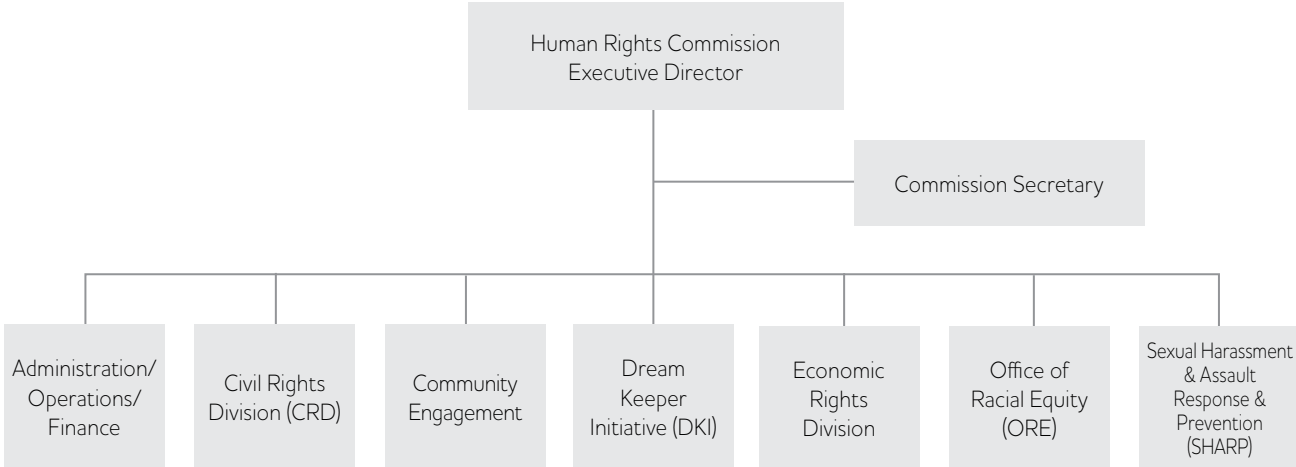 Human Rights Commission
Executive Director
Commission Secretary
Administration/
Operations/
Finance
Civil Rights
Division (CRD)
Community
Engagement
Dream
Keeper
Initiative (DKI)
Economic
Rights
Division
Office of
Racial Equity
(ORE)
Sexual Harassment
& Assault
Response &
Prevention
(SHARP)